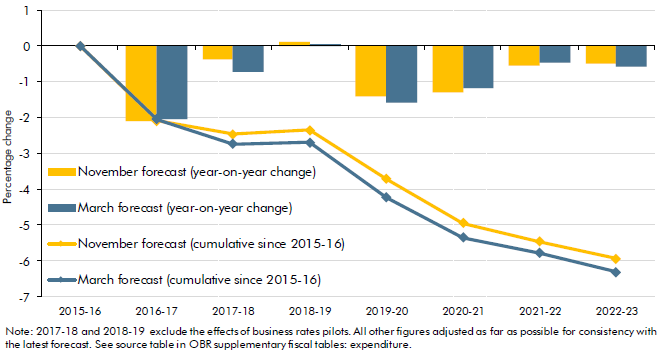 1
0
-1
-2
-3
-4
-5
-6
-7
Percentage change
November forecast (year-on-year change)
March forecast (year-on-year change)
November forecast (cumulative since 2015-16)
March forecast (cumulative since 2015-16)
2015-16 2016-17 2017-18 2018-19 2019-20 2020-21 2021-22 2022-23
Note: 2017-18 and 2018-19 exclude the effects of business rates pilots. All other figures adjusted as far as possible for consistency with
the latest forecast. See source table in OBR supplementary fiscal tables: expenditure.